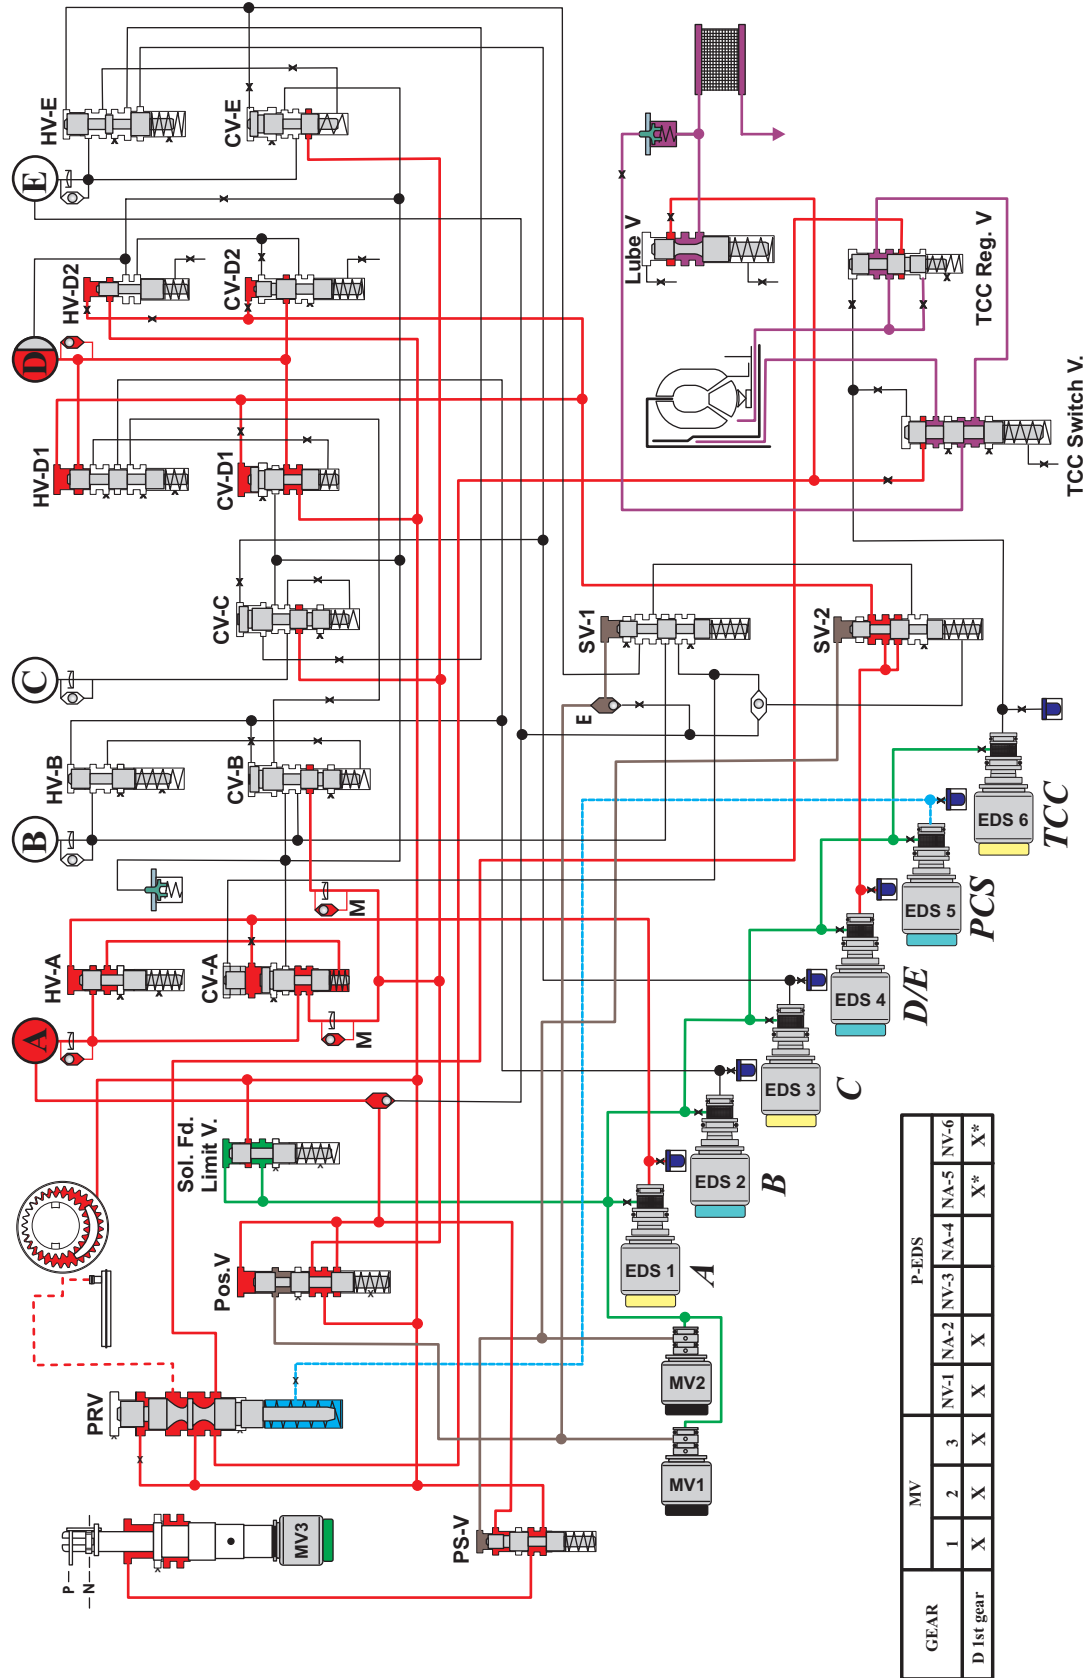 HV-E
CV-E
E
HV-D2
CV-D2
D
HV-D1
CV-D1
CV-C
C
HV-B
CV-B
B
M
HV-A
CV-A
A
M
Sol. Fd.
Limit V.
Pos.V
PRV
P
N
MV3
PS-V
Lube V
TCC Reg. V
TCC Switch V.
SV-1
SV-2
E
EDS 6
TCC
EDS 5
PCS
EDS 4
D/E
EDS 3
C
EDS 2
B
EDS 1
A
MV2
MV1
GEAR MV P-EDS
1 2 3 NV-1 NA-2 NV-3 NA-4 NA-5 NV-6
D 1st gear X X X X X X* X*